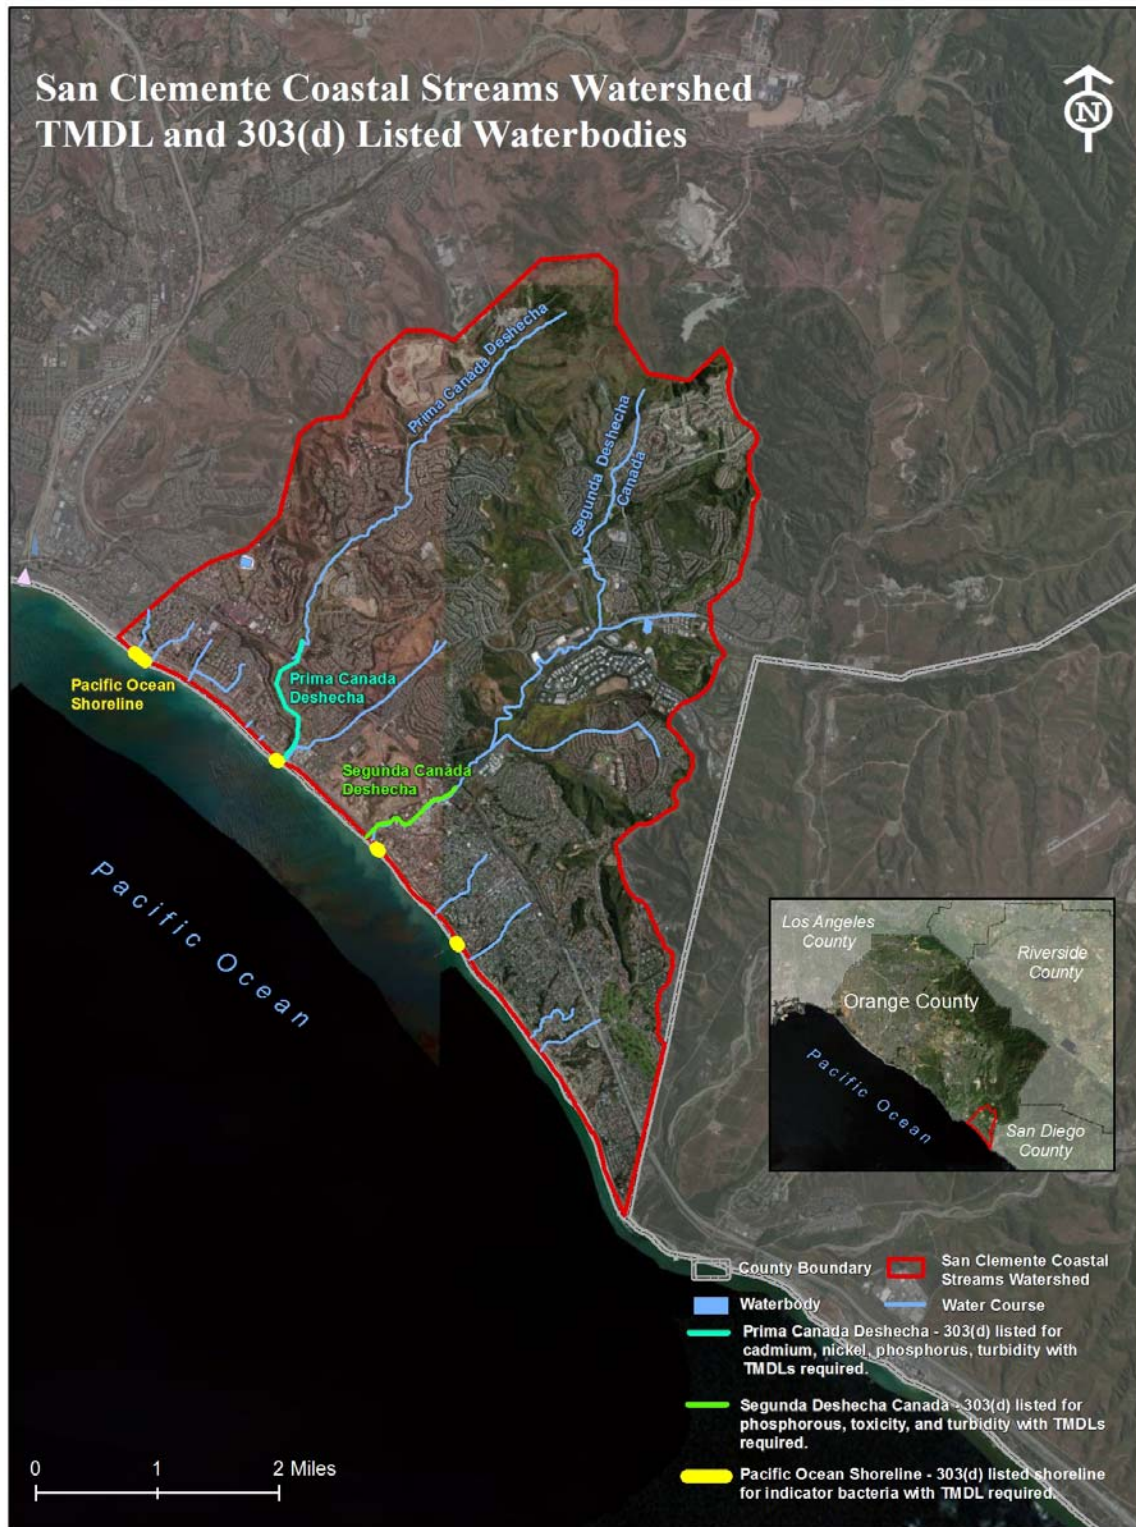 San Clemente Coastal Streams Watershed
TMDL and 303(d) Listed Waterbodies
N
Prima Canada Deshecha
Segunda Deshecha
Canada
Pacific Ocean
Shoreline
Prima Canada
Deshecha
Segunda Canada
Deshecha
Pacific Ocean
Los Angeles
County
Riverside
County
Orange County
Pacific Ocean
San Diego
County
County Boundary
San Clemente Coastal
Streams Watershed
Waterbody
Water Course
Prima Canada Deshecha - 303(d) listed for
cadmium, nickel, phosphorus, turbidity with
TMDLs required.
Segunda Deshecha Canada - 303(d) listed for
phosphorous, toxicity, and turbidity with TMDLs
required.
Pacific Ocean Shoreline - 303(d) listed shoreline
for indicator bacteria with TMDL required.
0 1 2 Miles